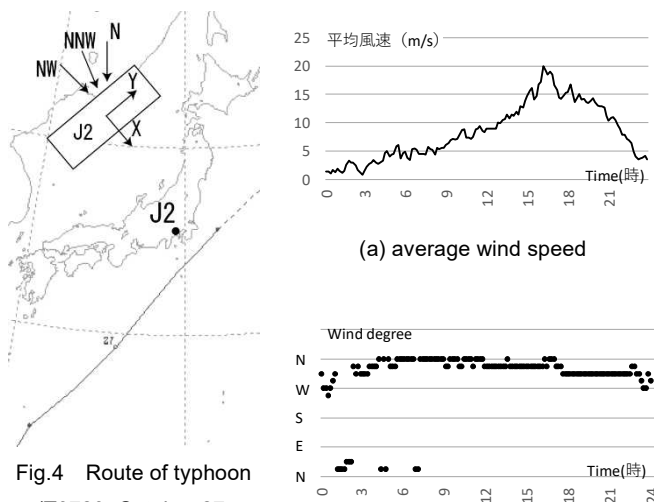 N
NNW
NW
Y
J2
X
J2
27
Fig.4 Route of typhoon
平均風速（m/s）
25
20
15
10
5
0
Time(時)
0
3
6
9
12
15
18
21
(a) average wind speed
Wind degree
N
W
S
E
N
Time(時)
0
3
6
9
12
15
18
21
24